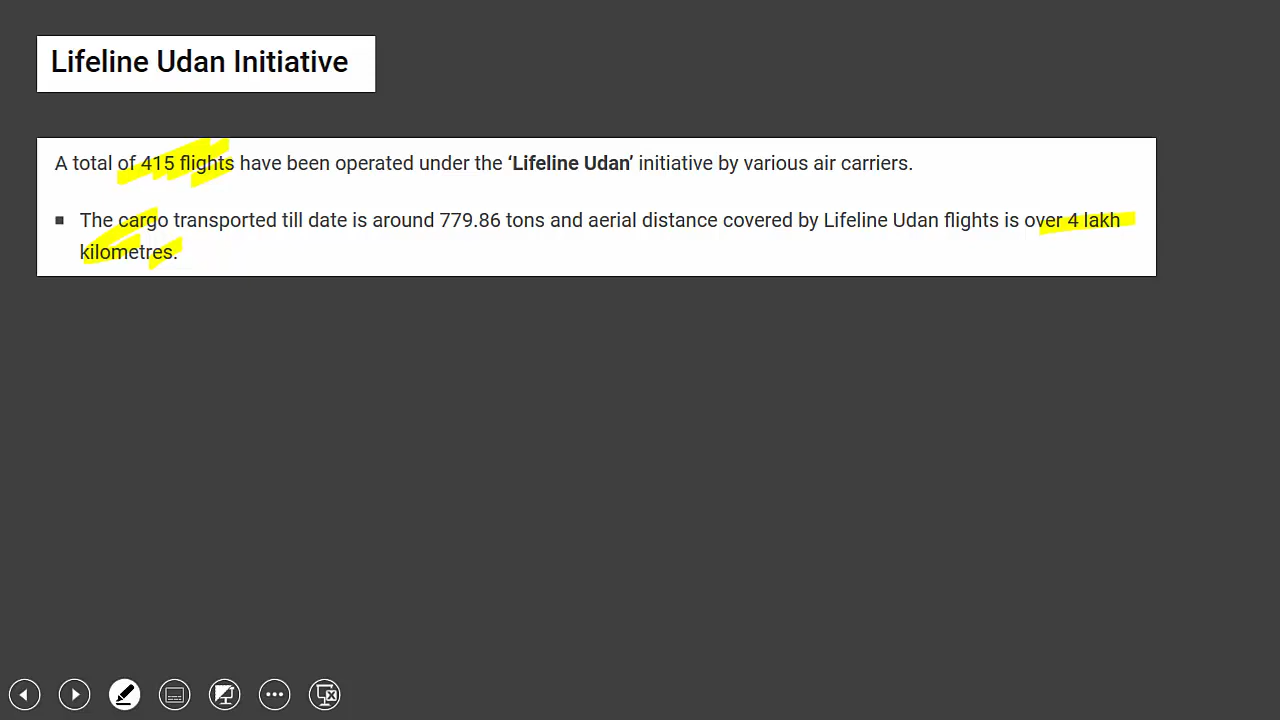 Lifeline Udan Initiative
A total of 415 flights have been operated under the ‘Lifeline Udan’ initiative by various air carriers.
▪ The cargo transported till date is around 779.86 tons and aerial distance covered by Lifeline Udan flights is over 4 lakh
kilometres.